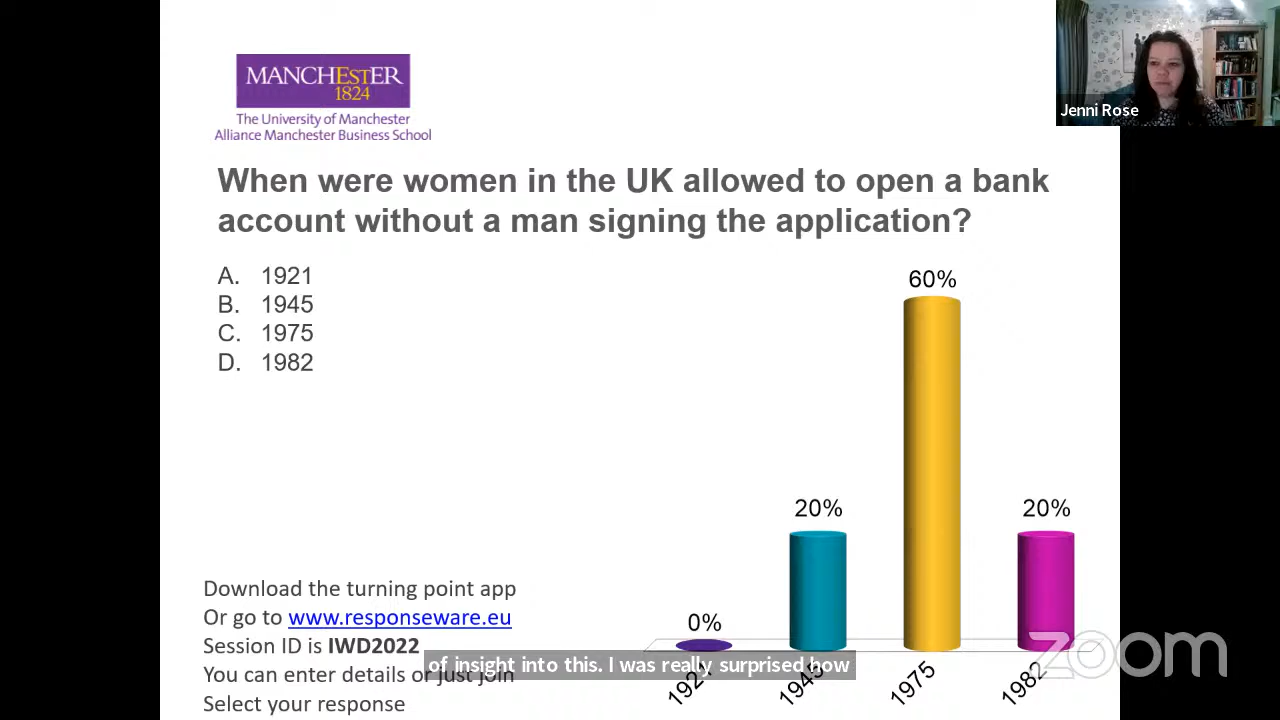 MANCHESTER
1824
The University of Manchester
Alliance Manchester Business School
Jenni Rose
When were women in the UK allowed to open a bank
account without a man signing the application?
A. 1921
B. 1945
C. 1975
D. 1982
60%
20%
20%
0%
Download the turning point app
Or go to www.responseware.eu
Session ID is IWD2022
You can enter details or just join
Select your response
of insight into this. I was really surprised how
1921
1945
1975
1982
zoom